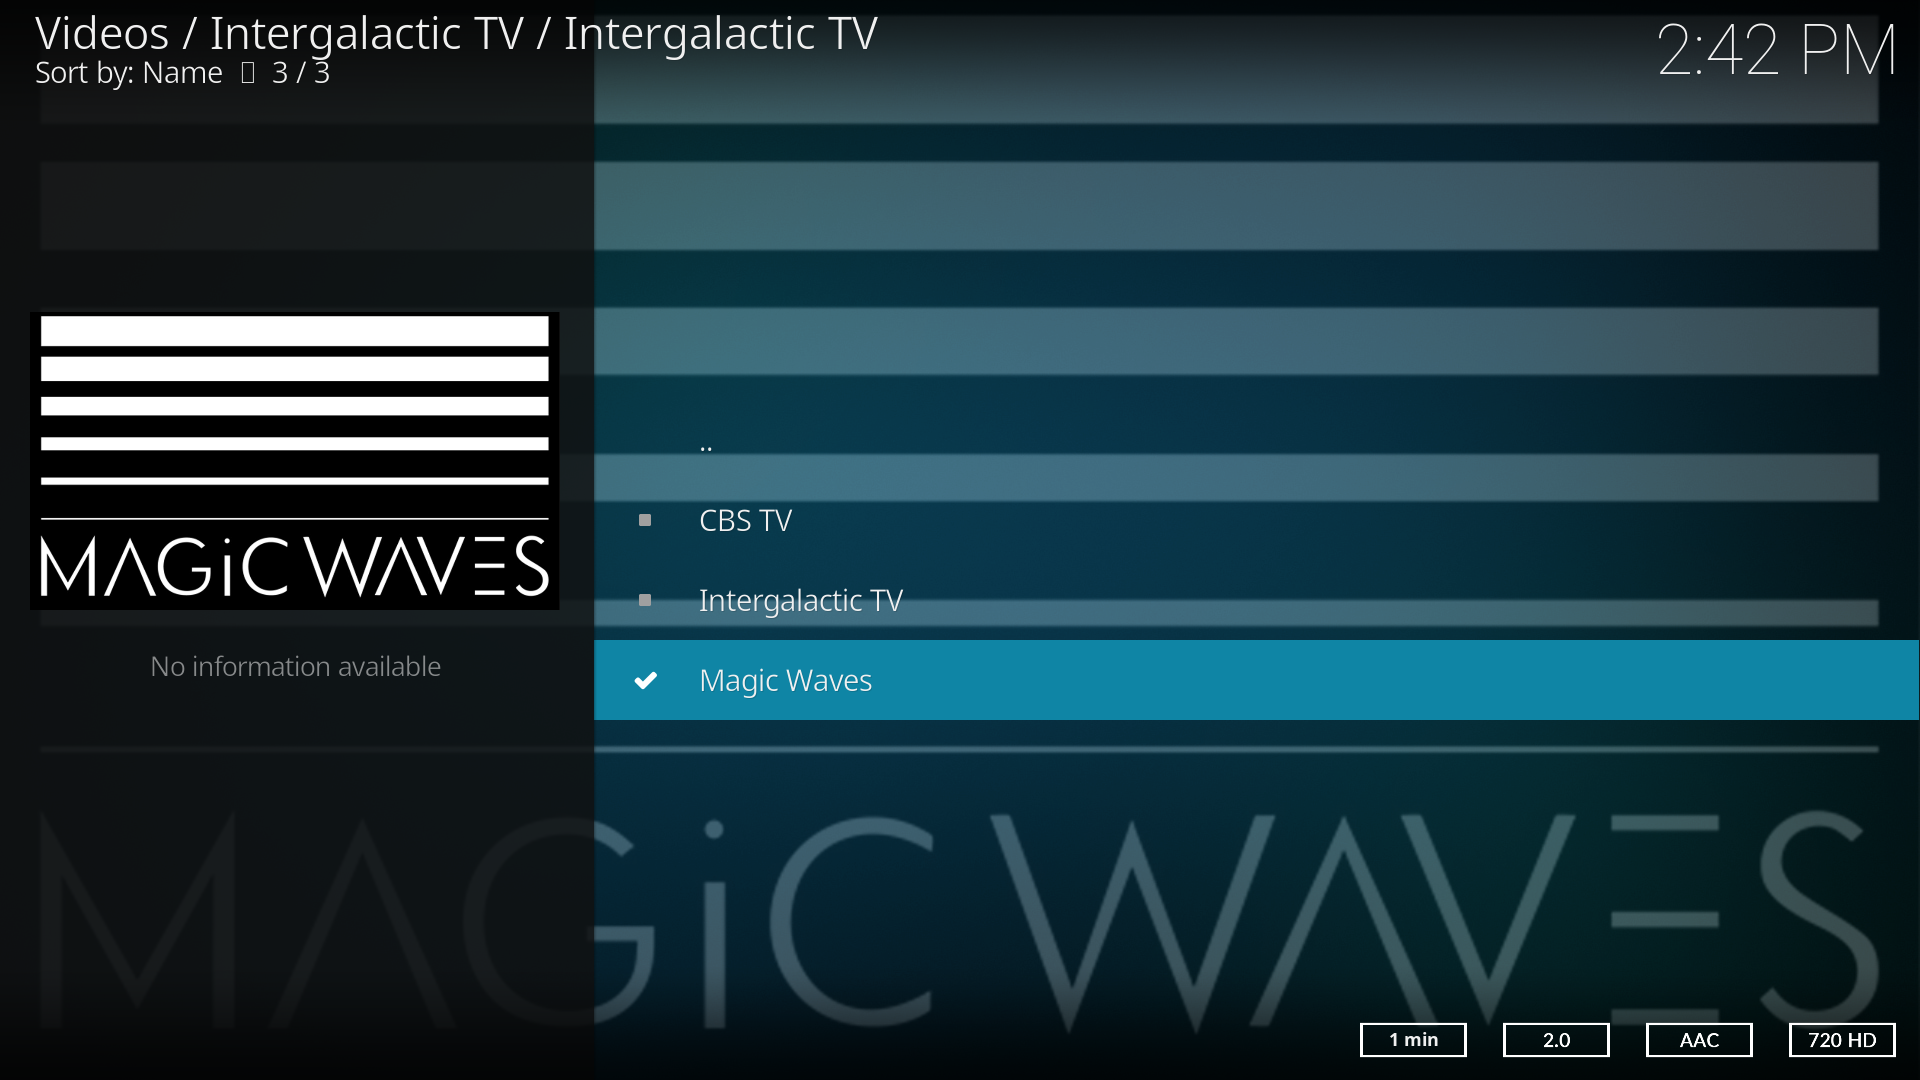 Videos / Intergalactic TV / Intergalactic TV
Sort by: Name 3 / 3
2:42 PM
MAGiC WAVES
No information available
..
CBS TV
Intergalactic TV
Magic Waves
MAGiC WAVES
1 min
2.0
AAC
720 HD